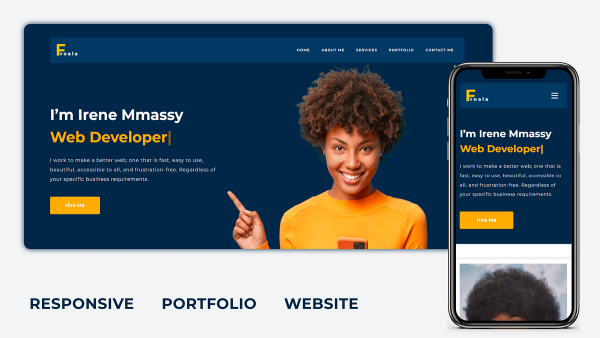 Froala
HOME ABOUT ME SERVICES PORTFOLIO CONTACT ME
I'm Irene Mmassy
Web Developer|
I work to make a better web; one that is fast, easy to use,
beautiful, accessible to all, and frustration-free. Regardless of
your specific business requirements.
Hire Me
Froala
I'm Irene Mmassy
Web Developer|
I work to make a better web; one that is
fast, easy to use, beautiful, accessible to
all, and frustration-free. Regardless of
your specific business requirements.
Hire Me
RESPONSIVE PORTFOLIO WEBSITE